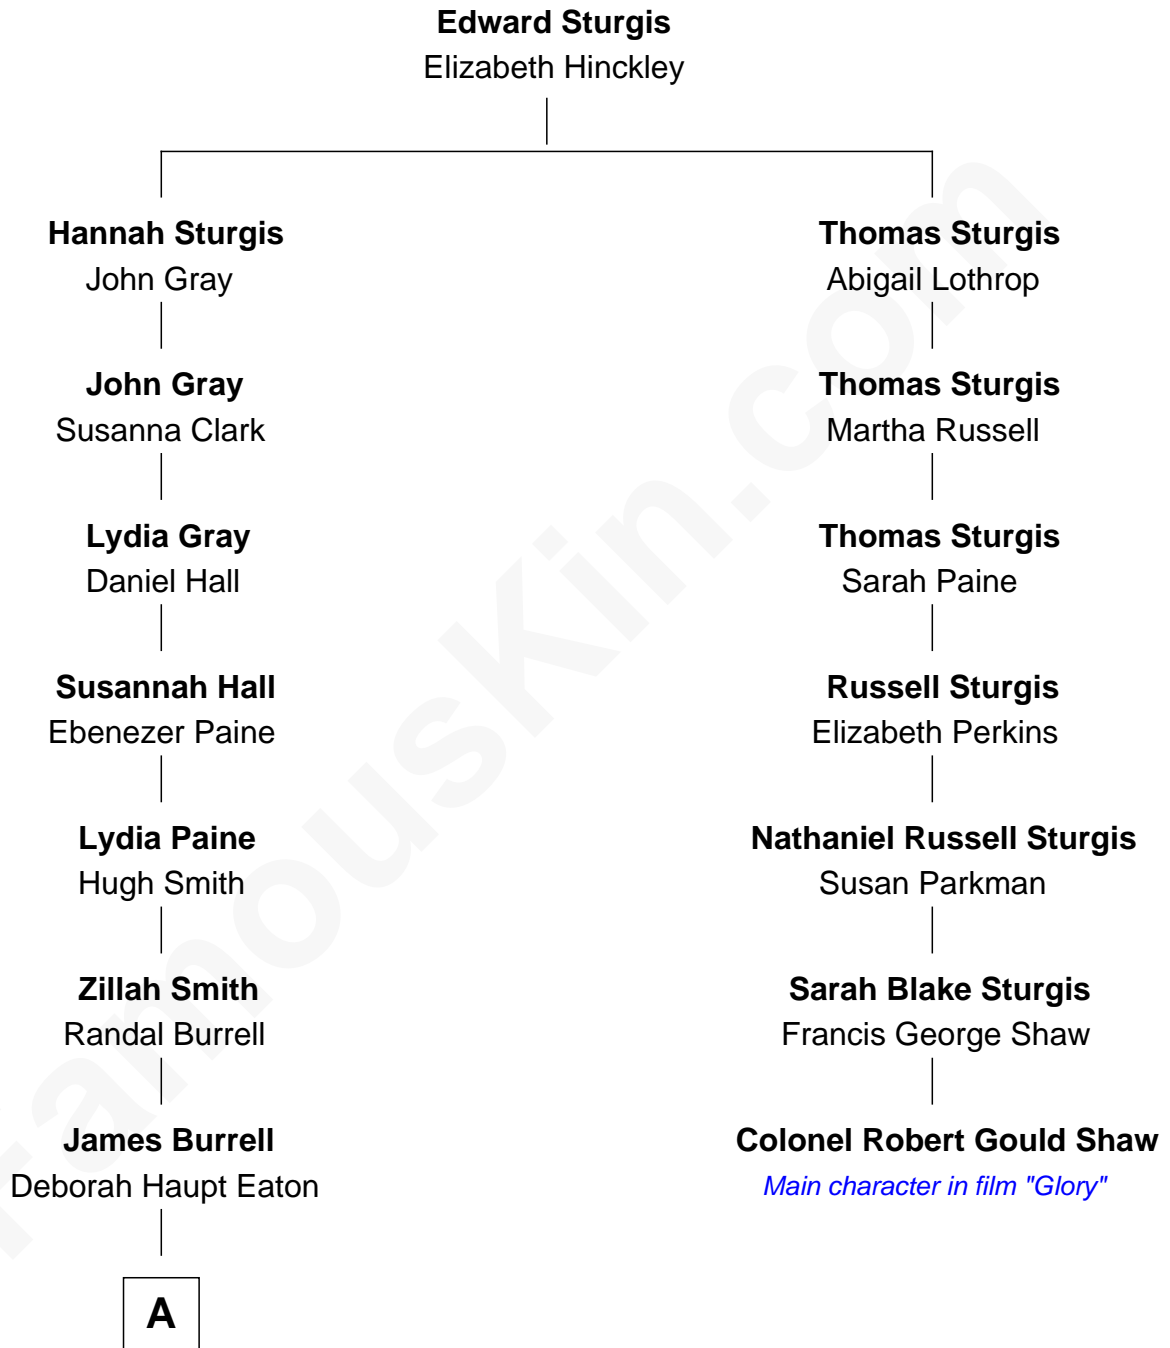 Edward Sturgis
Elizabeth Hinckley
Hannah Sturgis
John Gray
Thomas Sturgis
Abigail Lothrop
John Gray
Susanna Clark
Thomas Sturgis
Martha Russell
Lydia Gray
Daniel Hall
Thomas Sturgis
Sarah Paine
Susannah Hall
Ebenezer Paine
Russell Sturgis
Elizabeth Perkins
Lydia Paine
Hugh Smith
Nathaniel Russell Sturgis
Susan Parkman
Zillah Smith
Randal Burrell
Sarah Blake Sturgis
Francis George Shaw
James Burrell
Deborah Haupt Eaton
Colonel Robert Gould Shaw
Main character in film "Glory"
A
FamousKin.com